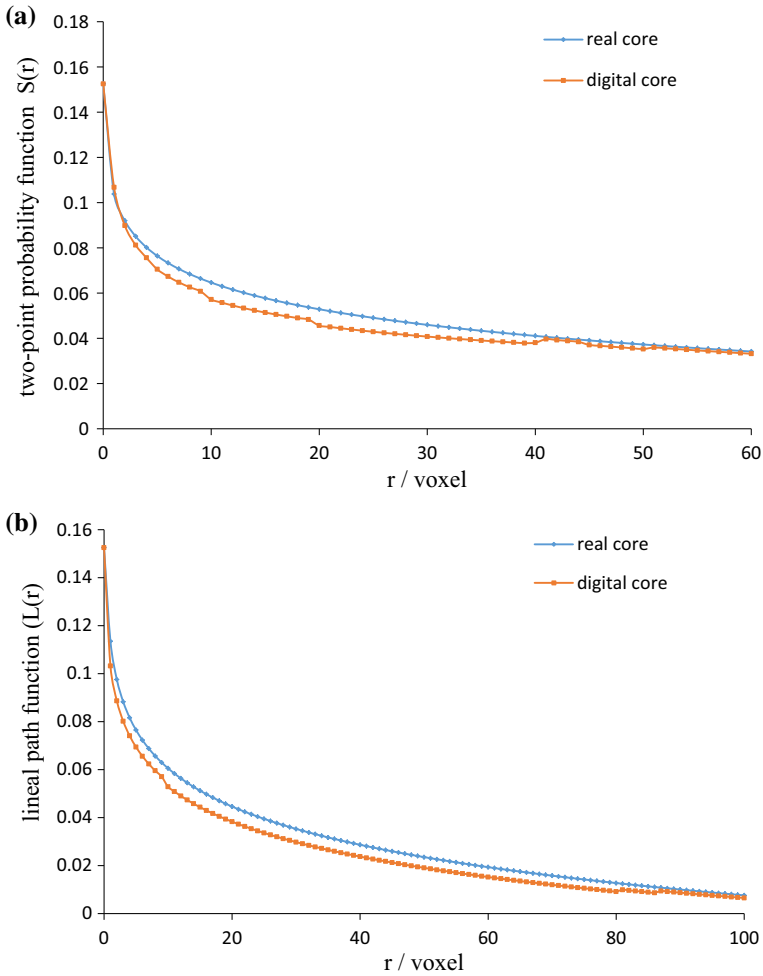 (a)
0.18
0.16
0.14
0.12
0.1
0.08
0.06
0.04
0.02
0
two-point probability function S(r)
real core
digital core
0 10 20 30 40 50 60
r / voxel
(b)
0.16
0.14
0.12
0.1
0.08
0.06
0.04
0.02
0
lineal path function (L(r)
real core
digital core
0 20 40 60 80 100
r / voxel